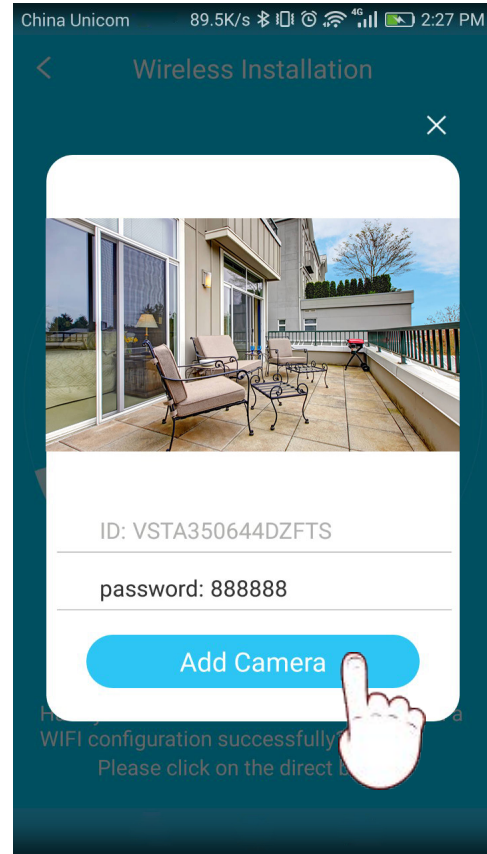 China Unicom 89.5K/s 4G 2:27 PM
Wireless Installation
ID: VSTA350644DZFTS
password: 888888
Add Camera
a
WIFI configuration successfully
Please click on the direct